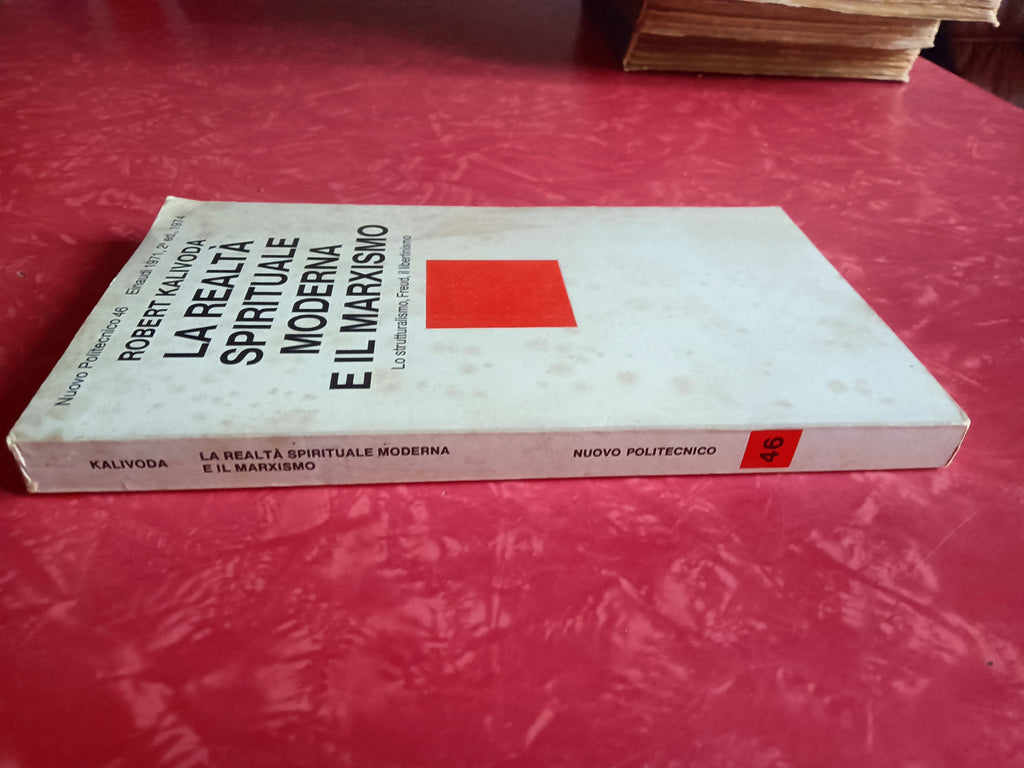 Nuovo Politecnico 46 Einaudi 1971, 2ª ed. 1974
ROBERT KALIVODA
LA REALTÀ
SPIRITUALE
MODERNA
E IL MARXISMO
Lo strutturalismo, Freud, il libertinismo
KALIVODA
LA REALTÀ SPIRITUALE MODERNA
E IL MARXISMO
NUOVO POLITECNICO
46